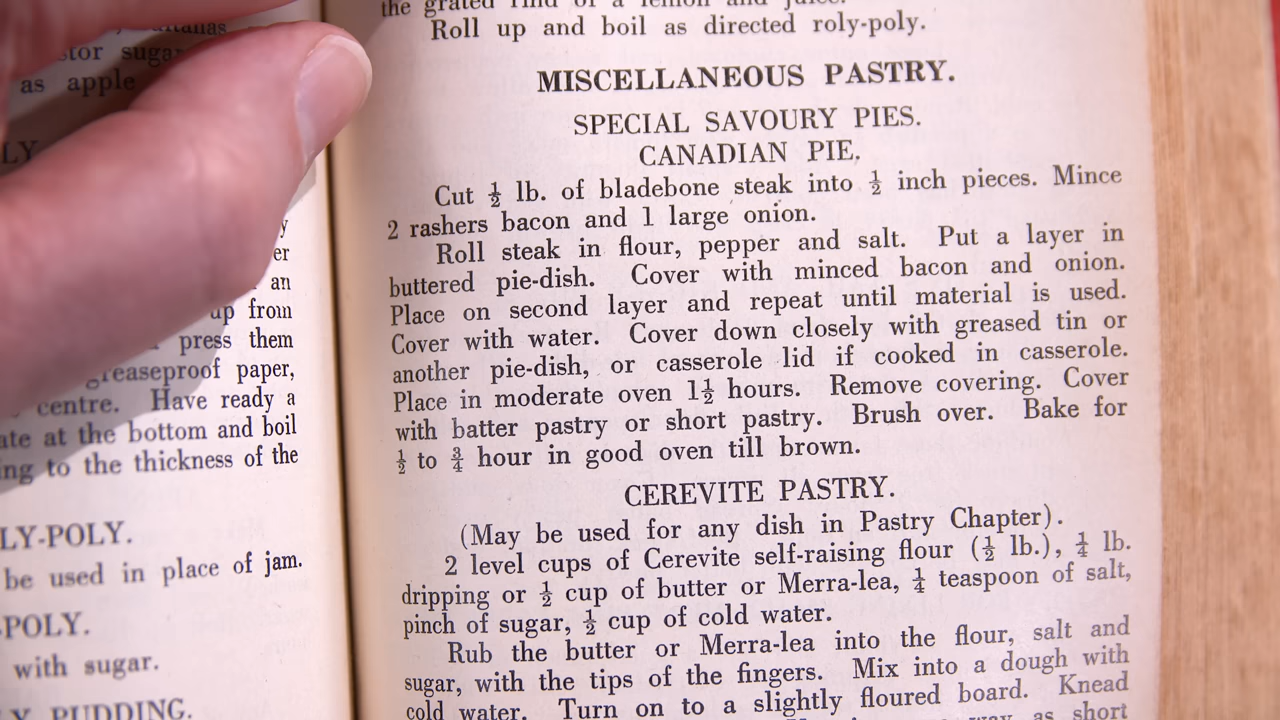 tor sugar
as apple
LY
y
er
an
up from
press them
greaseproof paper,
centre. Have ready a
ate at the bottom and boil
ng to the thickness of the
LY-POLY.
be used in place of jam.
-POLY.
with sugar.
Y PUDDING.
the grated rind of a lemon and juice.
Roll up and boil as directed roly-poly.
MISCELLANEOUS PASTRY.
SPECIAL SAVOURY PIES.
CANADIAN PIE.
Cut ½ lb. of bladebone steak into ½ inch pieces. Mince
2 rashers bacon and 1 large onion.
Roll steak in flour, pepper and salt. Put a layer in
buttered pie-dish. Cover with minced bacon and onion.
Place on second layer and repeat until material is used.
Cover with water. Cover down closely with greased tin or
another pie-dish, or casserole lid if cooked in casserole.
Place in moderate oven 1½ hours. Remove covering. Cover
with batter pastry or short pastry. Brush over. Bake for
½ to ¾ hour in good oven till brown.
CEREVITE PASTRY.
(May be used for any dish in Pastry Chapter).
2 level cups of Cerevite self-raising flour (½ lb.), ¼ lb.
dripping or ½ cup of butter or Merra-lea, ¼ teaspoon of salt,
pinch of sugar, ½ cup of cold water.
Rub the butter or Merra-lea into the flour, salt and
sugar, with the tips of the fingers. Mix into a dough with
cold water. Turn on to a slightly floured board. Knead
as short